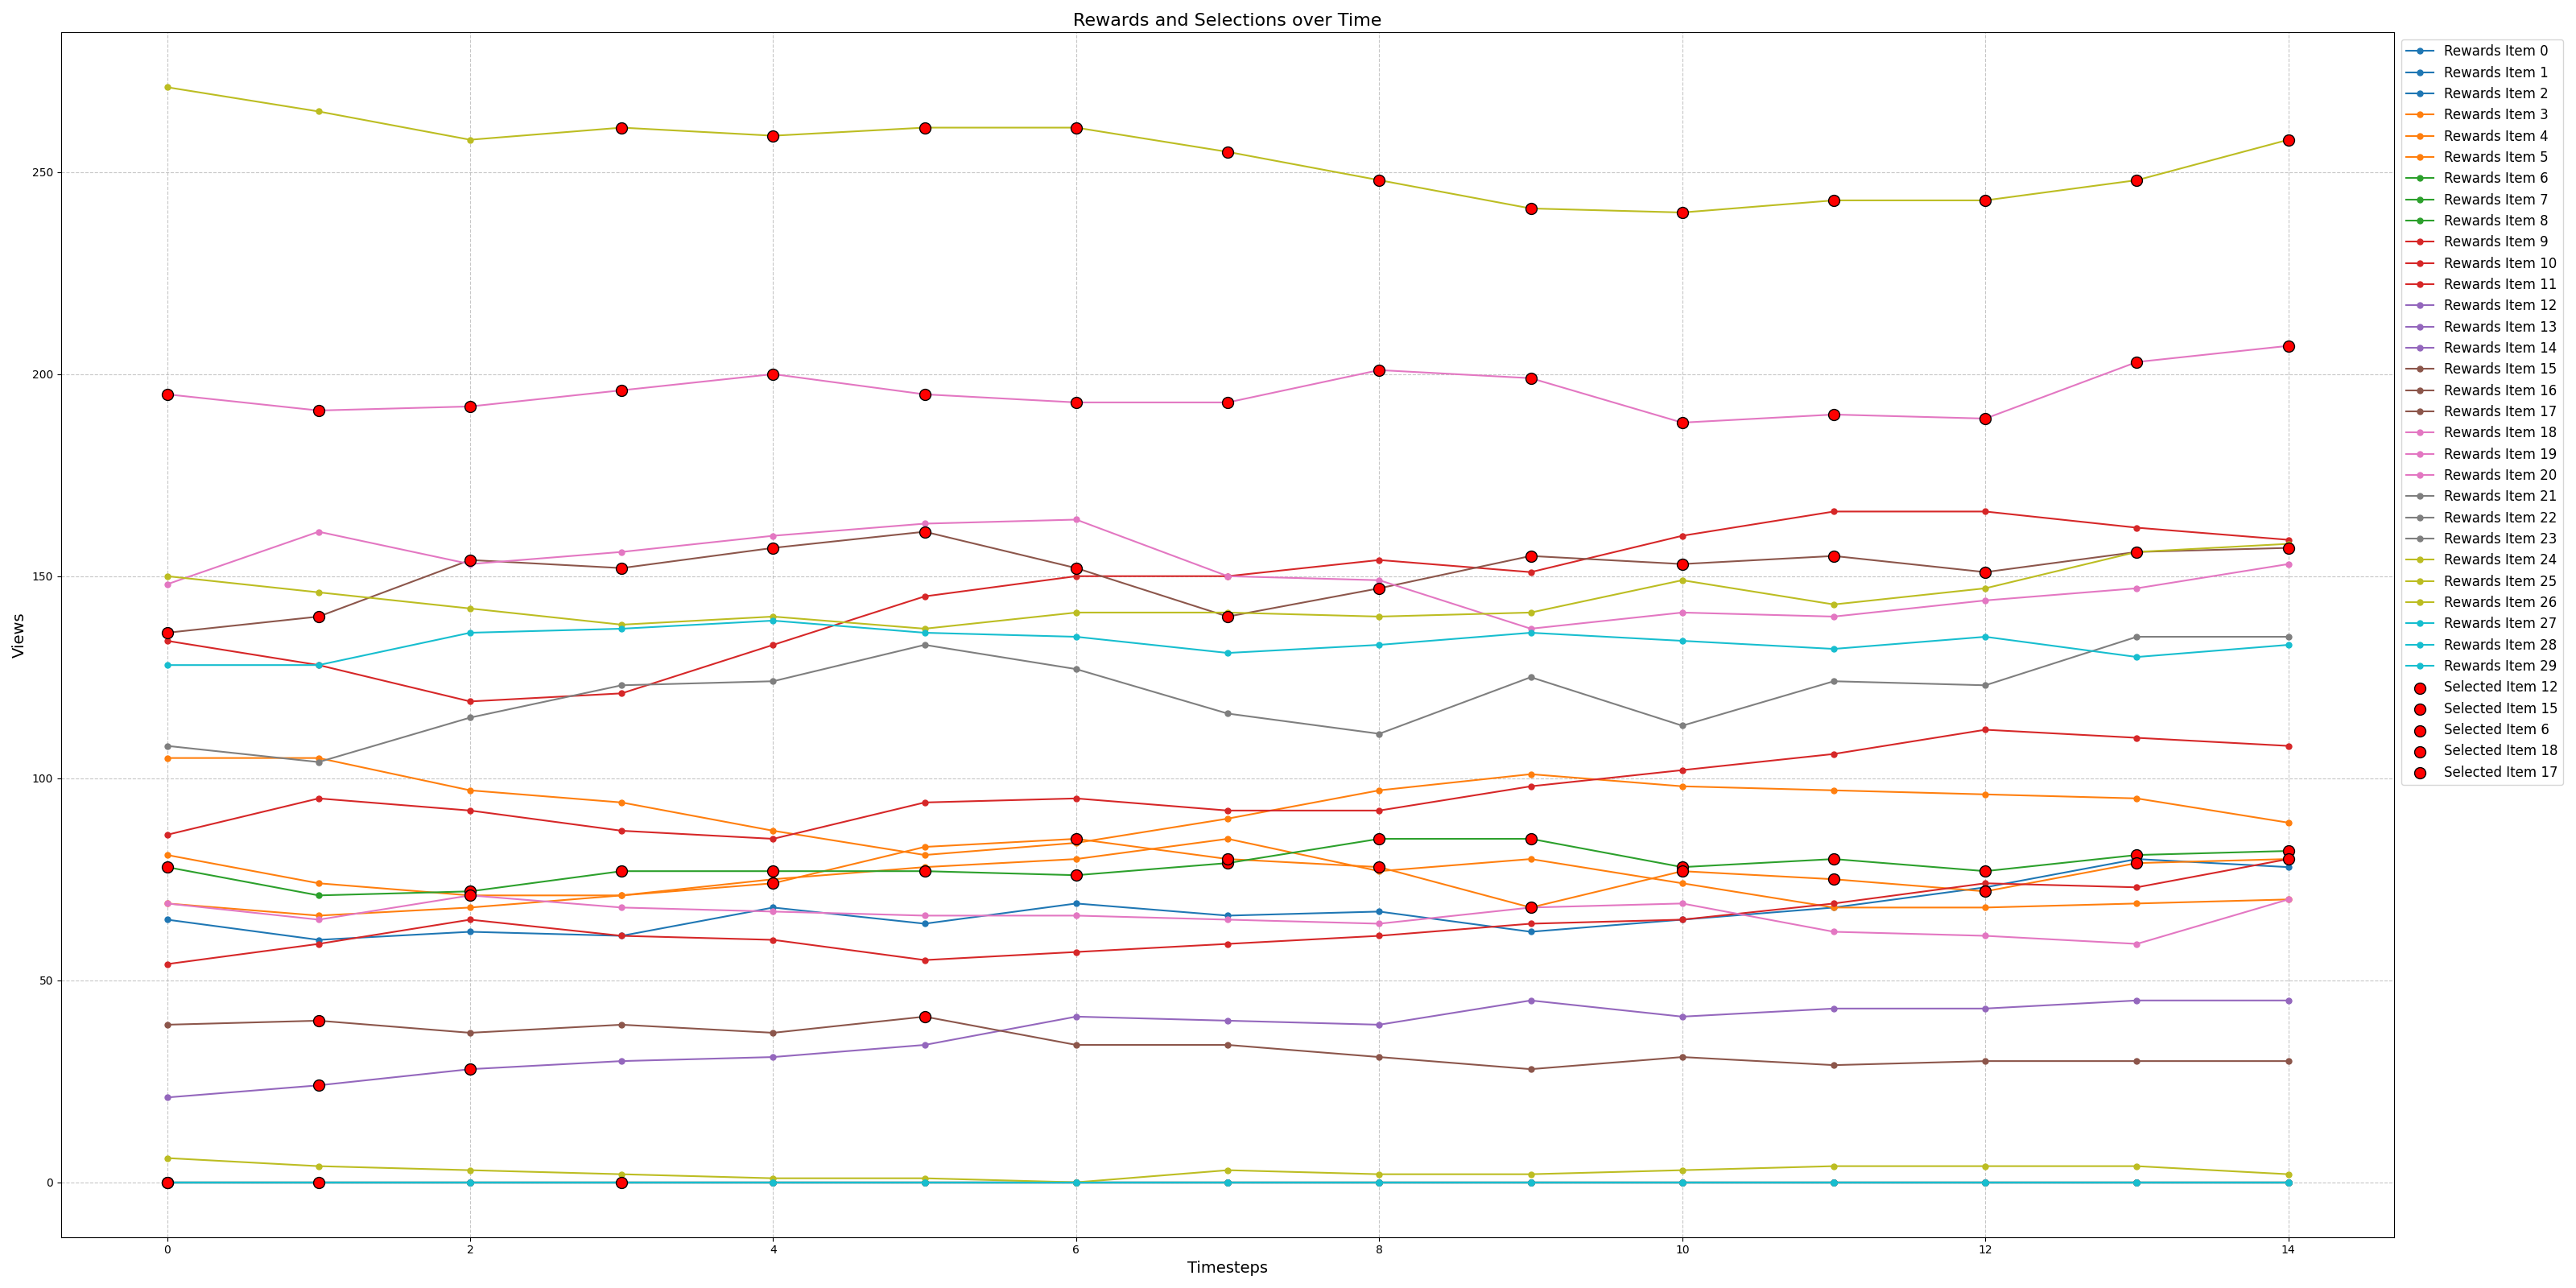 Rewards and Selections over Time
Views
250
200
150
100
50
0
0 2 4 6 8 10 12 14
Timesteps
Rewards Item 0
Rewards Item 1
Rewards Item 2
Rewards Item 3
Rewards Item 4
Rewards Item 5
Rewards Item 6
Rewards Item 7
Rewards Item 8
Rewards Item 9
Rewards Item 10
Rewards Item 11
Rewards Item 12
Rewards Item 13
Rewards Item 14
Rewards Item 15
Rewards Item 16
Rewards Item 17
Rewards Item 18
Rewards Item 19
Rewards Item 20
Rewards Item 21
Rewards Item 22
Rewards Item 23
Rewards Item 24
Rewards Item 25
Rewards Item 26
Rewards Item 27
Rewards Item 28
Rewards Item 29
Selected Item 12
Selected Item 15
Selected Item 6
Selected Item 18
Selected Item 17